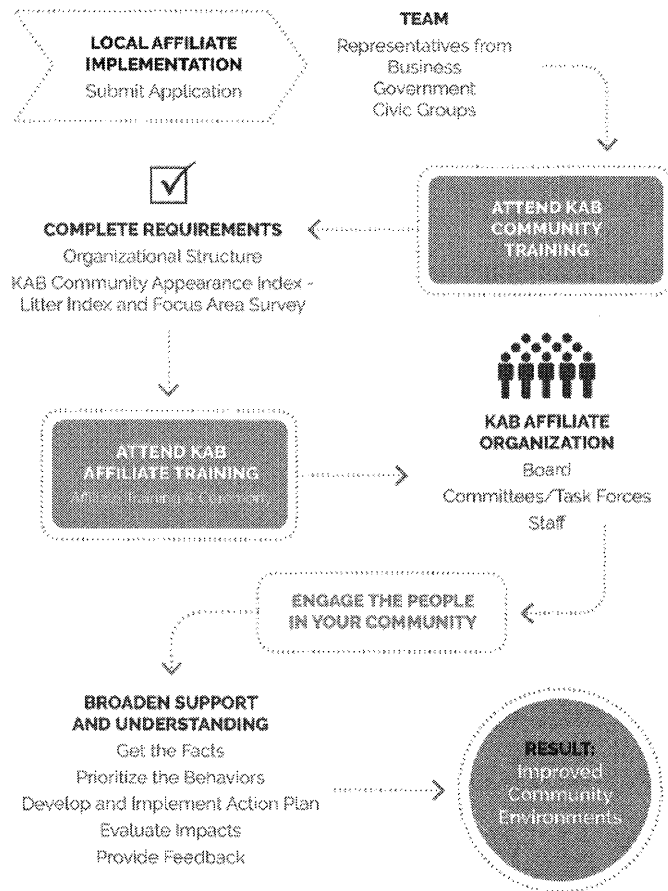 LOCAL AFFILIATE
IMPLEMENTATION
Submit Application
TEAM
Representatives from
Business
Government
Civic Groups
ATTEND KAB
COMMUNITY
TRAINING
COMPLETE REQUIREMENTS
Organizational Structure
KAB Community Appearance Index -
Litter Index and Focus Area Survey
ATTEND KAB
AFFILIATE TRAINING
Affiliate Training &
KAB AFFILIATE
ORGANIZATION
Board
Committees/Task Forces
Staff
ENGAGE THE PEOPLE
IN YOUR COMMUNITY
BROADEN SUPPORT
AND UNDERSTANDING
Get the Facts
Prioritize the Behaviors
Develop and Implement Action Plan
Evaluate Impacts
Provide Feedback
RESULT:
Improved
Community
Environments